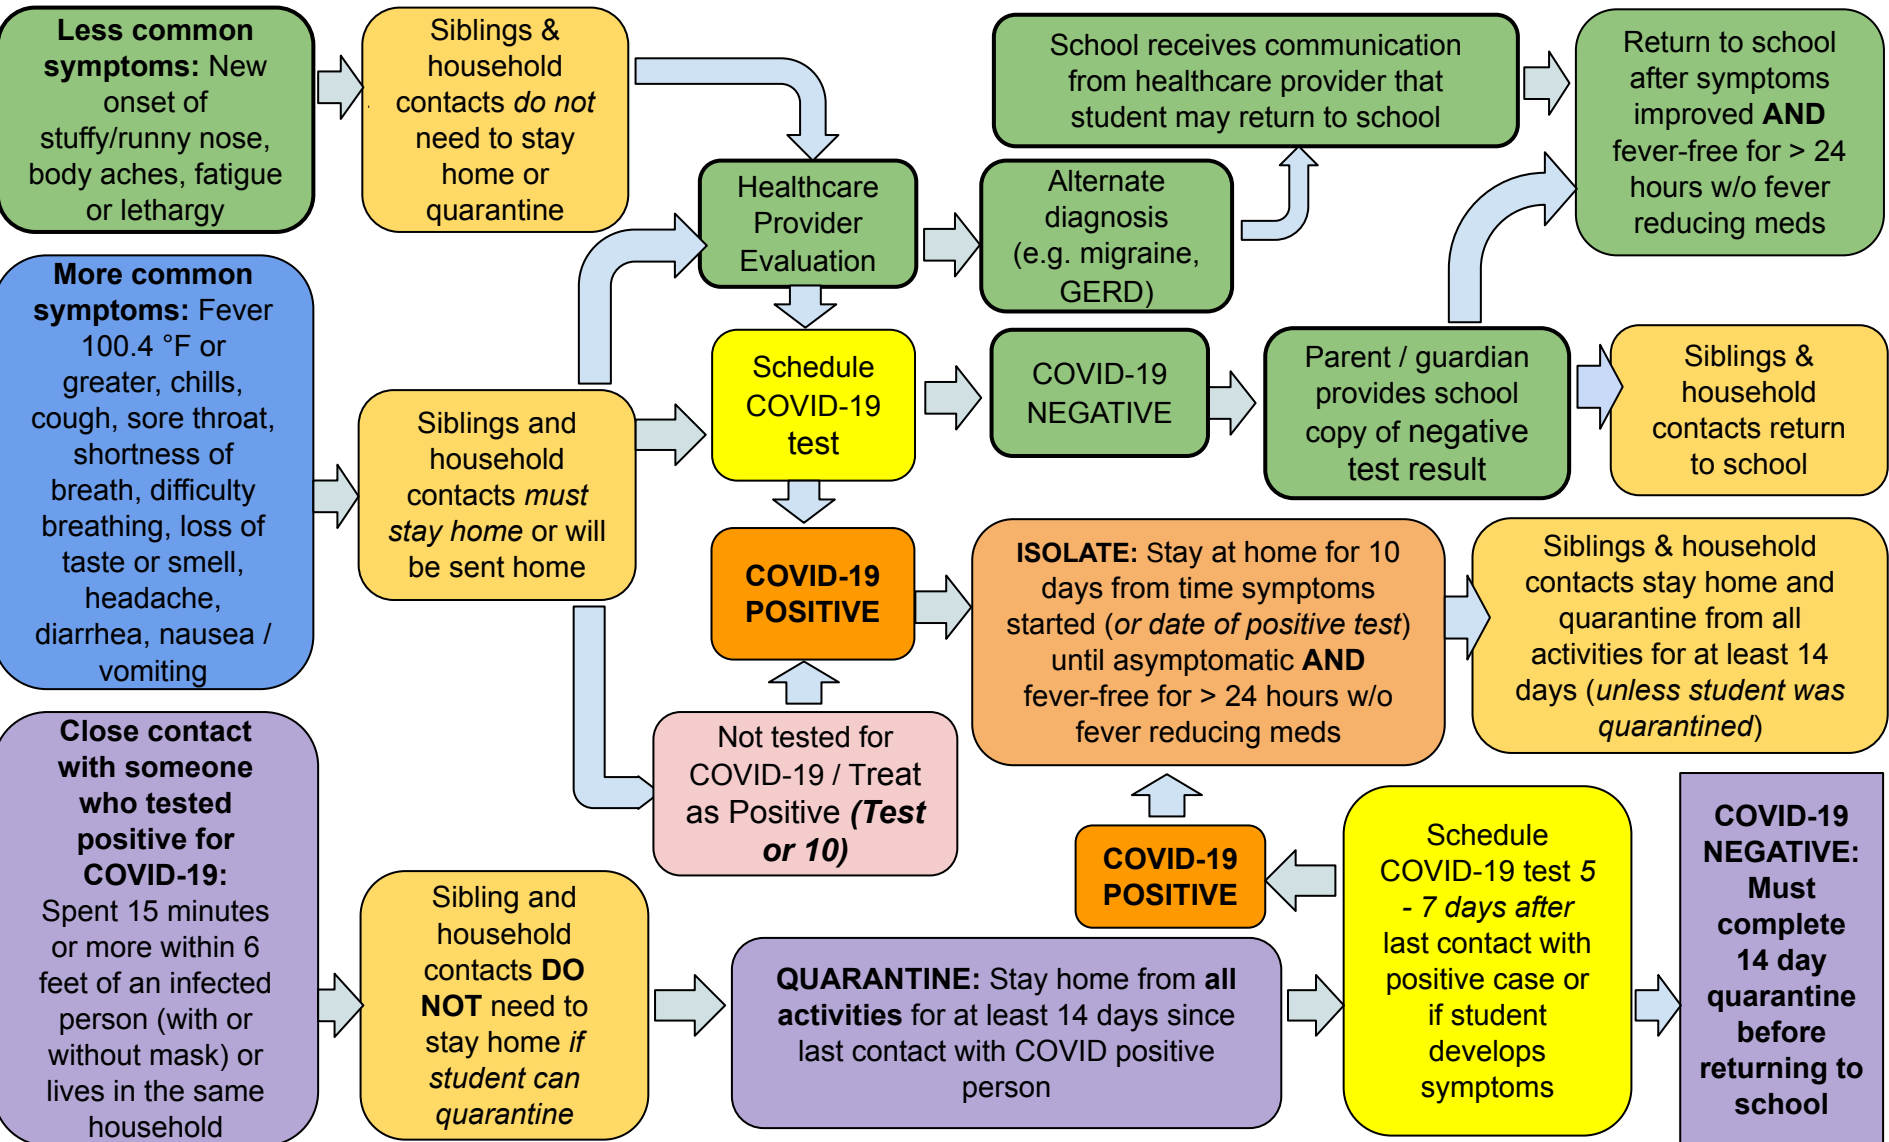 Less common
symptoms: New
onset of
stuffy/runny nose,
body aches, fatigue
or lethargy
Siblings &
household
contacts do not
need to stay
home or
quarantine
Healthcare
Provider
Evaluation
Alternate
diagnosis
(e.g. migraine,
GERD)
School receives communication
from healthcare provider that
student may return to school
Return to school
after symptoms
improved AND
fever-free for > 24
hours w/o fever
reducing meds
More common
symptoms: Fever
100.4 °F or
greater, chills,
cough, sore throat,
shortness of
breath, difficulty
breathing, loss of
taste or smell,
headache,
diarrhea, nausea /
vomiting
Siblings and
household
contacts must
stay home or will
be sent home
Schedule
COVID-19
test
COVID-19
NEGATIVE
Parent / guardian
provides school
copy of negative
test result
Siblings &
household
contacts return
to school
COVID-19
POSITIVE
ISOLATE: Stay at home for 10
days from time symptoms
started (or date of positive test)
until asymptomatic AND
fever-free for > 24 hours w/o
fever reducing meds
Siblings & household
contacts stay home and
quarantine from all
activities for at least 14
days (unless student was
quarantined)
Not tested for
COVID-19 / Treat
as Positive (Test
or 10)
Close contact
with someone
who tested
positive for
COVID-19:
Spent 15 minutes
or more within 6
feet of an infected
person (with or
without mask) or
lives in the same
household
Sibling and
household
contacts DO
NOT need to
stay home if
student can
quarantine
QUARANTINE: Stay home from all
activities for at least 14 days since
last contact with COVID positive
person
COVID-19
POSITIVE
Schedule
COVID-19 test 5
- 7 days after
last contact with
positive case or
if student
develops
symptoms
COVID-19
NEGATIVE:
Must
complete
14 day
quarantine
before
returning to
school